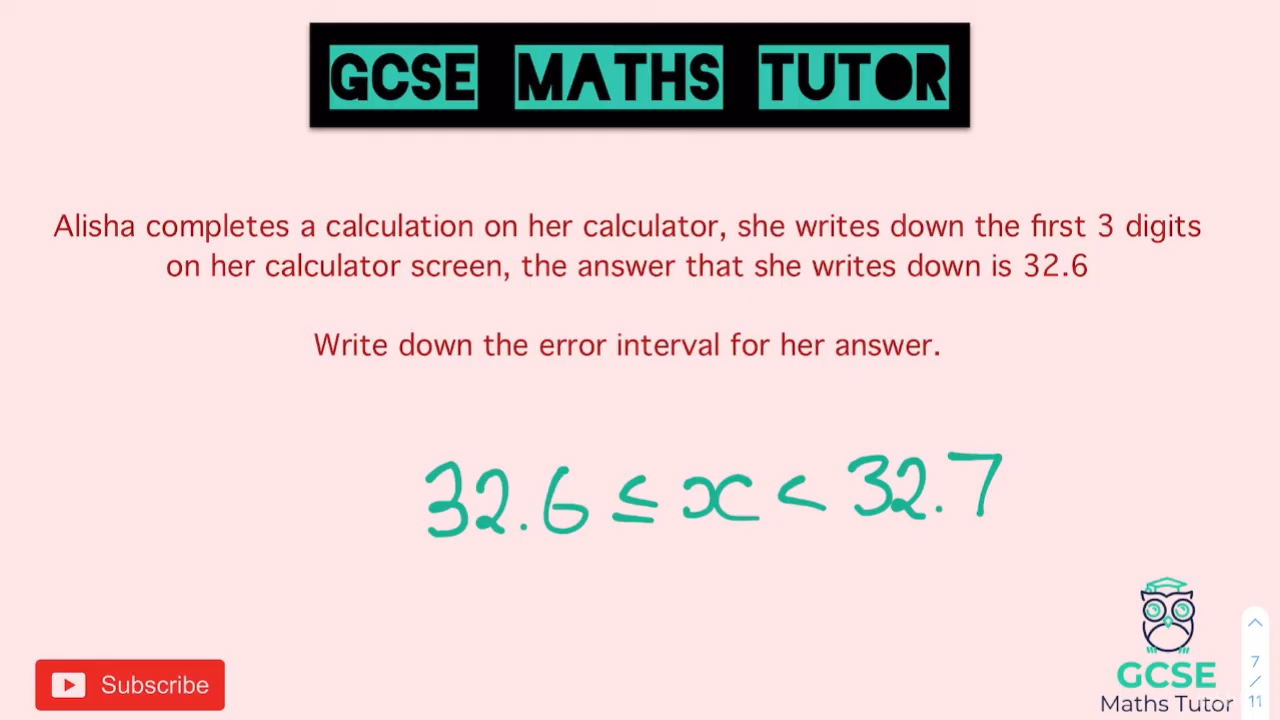 GCSE MATHS TUTOR
Alisha completes a calculation on her calculator, she writes down the first 3 digits
on her calculator screen, the answer that she writes down is 32.6
Write down the error interval for her answer.
32.6 ≤ x < 32.7
Subscribe
GCSE
Maths Tutor
7
/
11